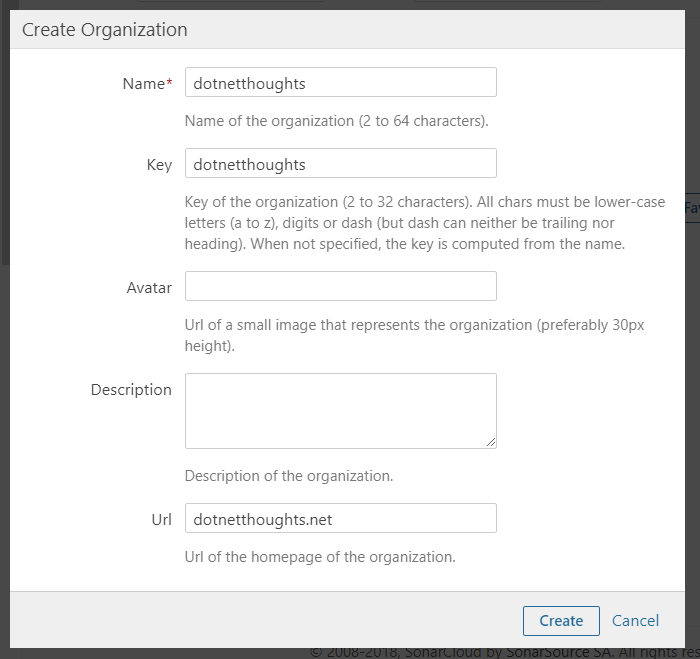 Create Organization
Name*
dotnetthoughts
Name of the organization (2 to 64 characters).
Key
dotnetthoughts
Key of the organization (2 to 32 characters). All chars must be lower-case
letters (a to z), digits or dash (but dash can neither be trailing nor
heading). When not specified, the key is computed from the name.
Fa
Avatar
Url of a small image that represents the organization (preferably 30px
height).
Description
Description of the organization.
Url
dotnetthoughts.net
Url of the homepage of the organization.
Create
Cancel
© 2008-2018, SonarCloud by SonarSource SA. All rights res